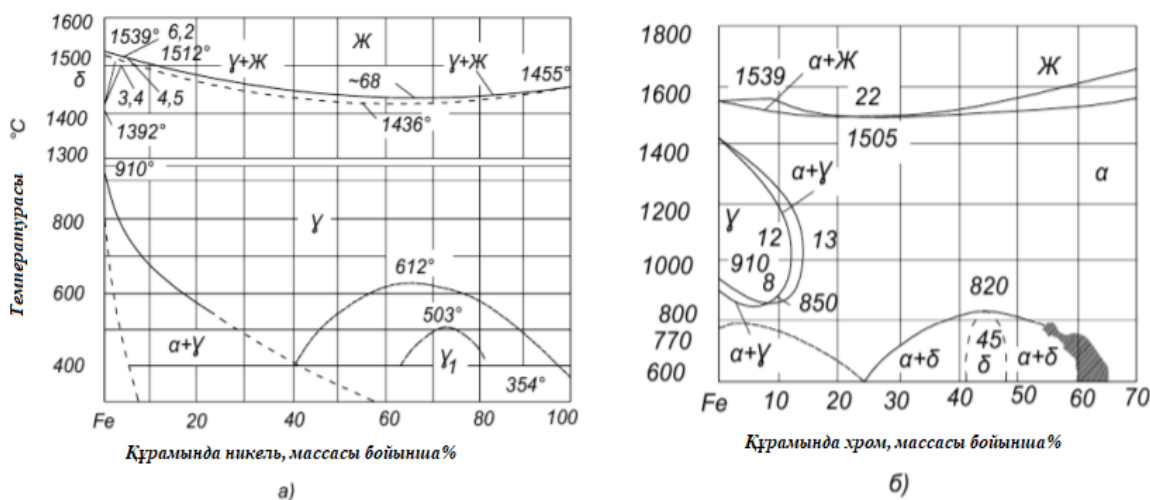 1600
1539°
6,2
Ж
1500
1512°
ɣ+Ж
~68
ɣ+Ж
1455°
δ
3,4
4,5
1436°
1400
1392°
°C
1300
910°
Температурасы
800
ɣ
612°
600
503°
α+ɣ
ɣ1
400
354°
Fe 20 40 60 80 100
Құрамында никель, массасы бойынша%
а)
1800
α+Ж
Ж
1539
1600
22
1505
1400
α+ɣ
α
1200
ɣ
12
13
1000
910
8
850
820
800
770
α+ɣ
α+δ
45
δ
α+δ
600
Fe 10 20 30 40 50 60 70
Құрамында хром, массасы бойынша%
б)